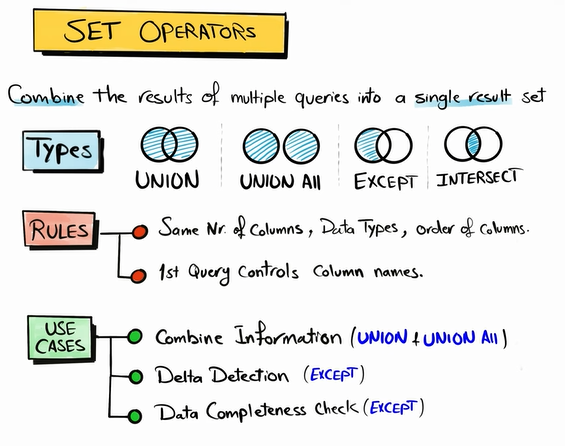 SET OPERATORS
Combine the results of multiple queries into a single result set
Types
UNION UNION All EXCEPT INTERSECT
RULES
Same Nr. of Columns, Data Types, order of Columns.
1st Query Controls Column names.
USE CASES
Combine Information (UNION + UNION All)
Delta Detection (EXCEPT)
Data Completeness Check (EXCEPT)